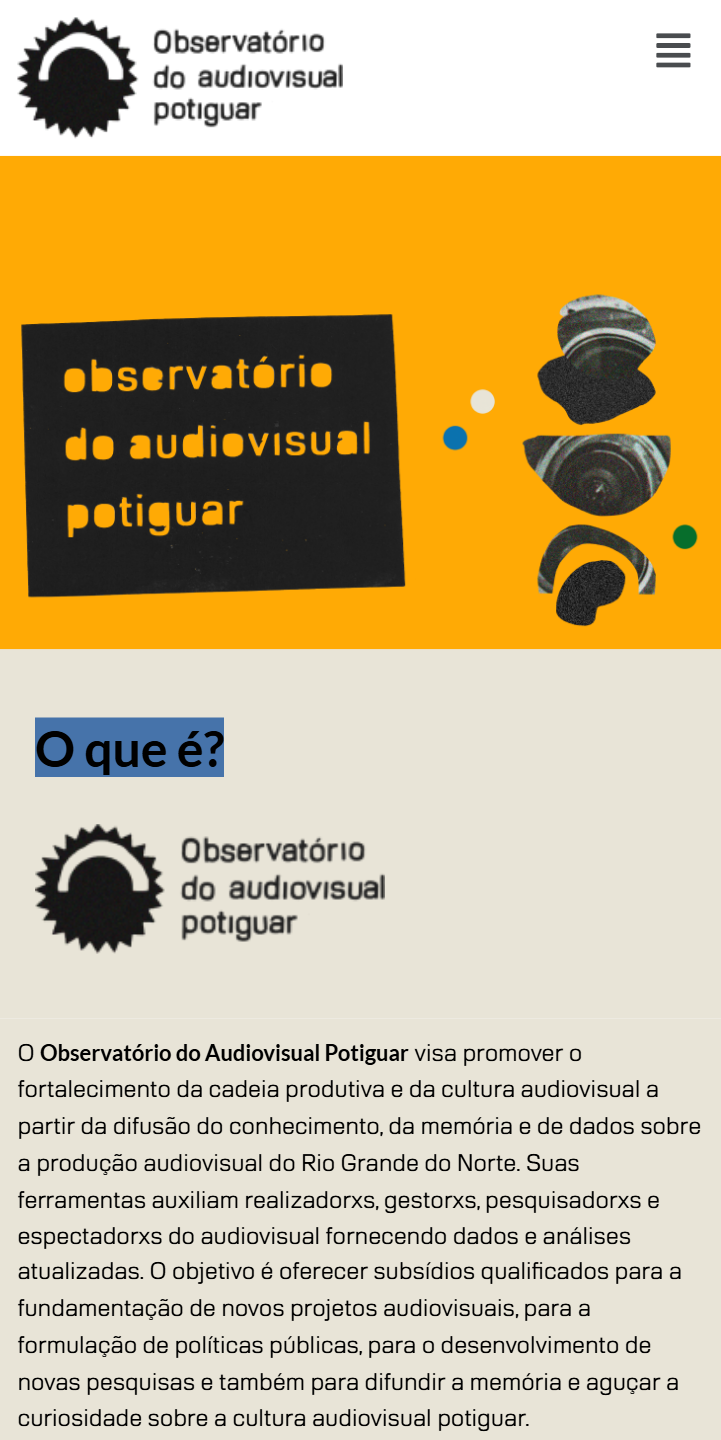 Observatório
do audiovisual
potiguar
observatório
do audiovisual
potiguar
O que é?
Observatório
do audiovisual
potiguar
O Observatório do Audiovisual Potiguar visa promover o
fortalecimento da cadeia produtiva e da cultura audiovisual a
partir da difusão do conhecimento, da memória e de dados sobre
a produção audiovisual do Rio Grande do Norte. Suas
ferramentas auxiliam realizadorxs, gestorxs, pesquisadorxs e
espectadorxs do audiovisual fornecendo dados e análises
atualizadas. O objetivo é oferecer subsídios qualificados para a
fundamentação de novos projetos audiovisuais, para a
formulação de políticas públicas, para o desenvolvimento de
novas pesquisas e também para difundir a memória e aguçar a
curiosidade sobre a cultura audiovisual potiguar.